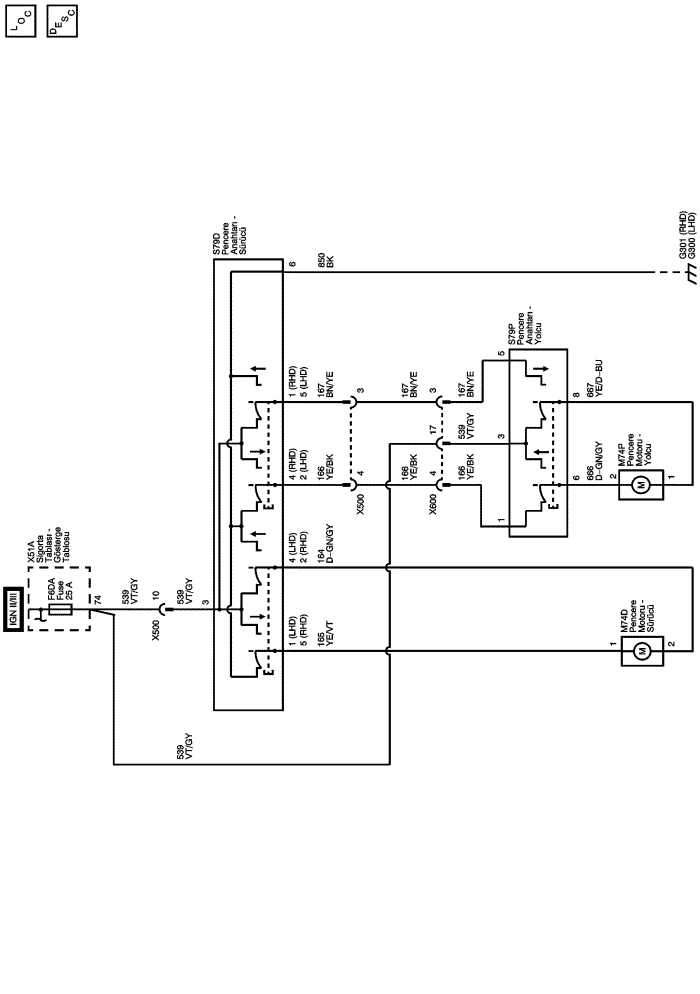 LOC
DESC
IGN II/III
X51A
Sigorta
Tablası -
Gösterge
Tablosu
F6DA
Fuse
25 A
74
539
VT/GY
10
X500
539
VT/GY
3
539
VT/GY
S79D
Pencere
Anahtarı -
Sürücü
6
850
BK
G301 (RHD)
G300 (LHD)
1 (RHD)
5 (LHD)
167
BN/YE
3
167
BN/YE
3
167
BN/YE
4 (RHD)
2 (LHD)
166
YE/BK
4
X500
166
YE/BK
4
X600
166
YE/BK
17
539
VT/GY
4 (LHD)
2 (RHD)
164
D-GN/GY
1 (LHD)
5 (RHD)
165
YE/VT
S79P
Pencere
Anahtarı -
Yolcu
5
3
1
8
667
YE/D-BU
6
666
D-GN/GY
M74P
Pencere
Motoru -
Yolcu
2
M
1
M74D
Pencere
Motoru -
Sürücü
1
M
2